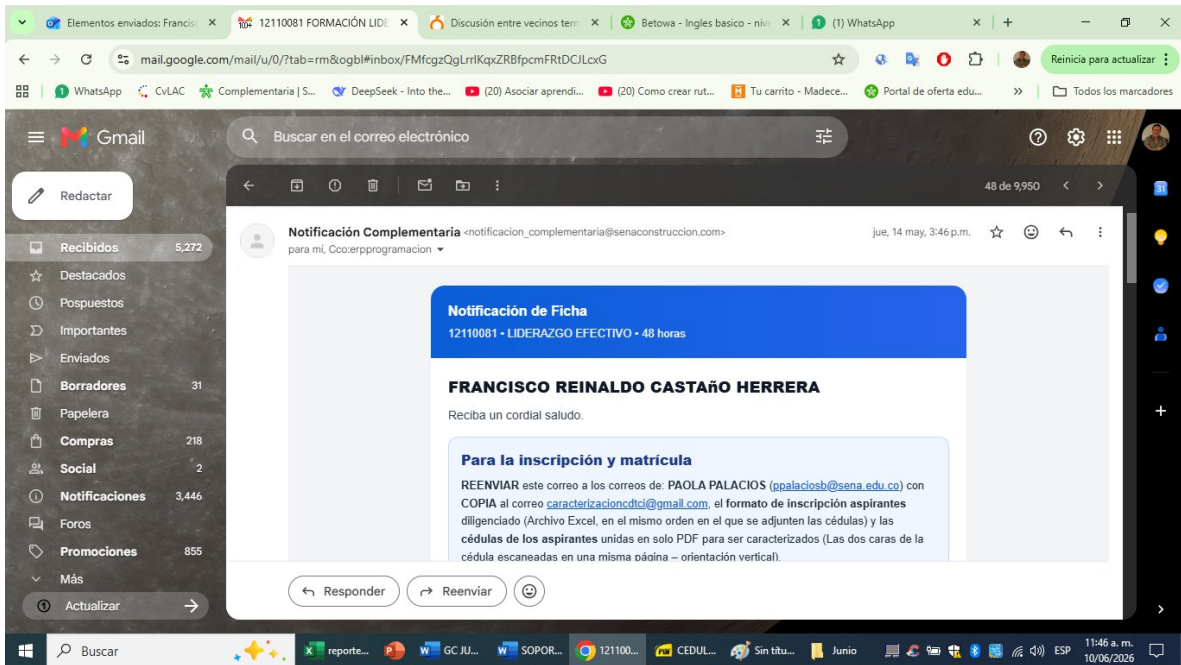 Elementos enviados: Francis
12110081 FORMACIÓN LIDE
Discusión entre vecinos term
Betowa - Ingles basico - nive
(1) WhatsApp
mail.google.com/mail/u/0/?tab=rm&ogbl#inbox/FMfcgzQgLrrlKqxZRBfpcmFRtDCJLcxG
Reinicia para actualizar
WhatsApp
CvLAC
Complementaria | S...
DeepSeek - Into the...
(20) Asociar aprendi...
(20) Como crear rut...
Tu carrito - Madece...
Portal de oferta edu...
»
Todos los marcadores
Gmail
Buscar en el correo electrónico
Redactar
48 de 9,950
Recibidos 5,272
Destacados
Pospuestos
Importantes
Enviados
Borradores 31
Papelera
Compras 218
Social 2
Notificaciones 3,446
Foros
Promociones 855
Más
Actualizar
Notificación Complementaria <notificacion_complementaria@senaconstruccion.com>
jue, 14 may, 3:46 p.m.
para mí, Cco:erpprogramacion
Notificación de Ficha
12110081 • LIDERAZGO EFECTIVO • 48 horas
FRANCISCO REINALDO CASTAñO HERRERA
Reciba un cordial saludo.
Para la inscripción y matrícula
REENVIAR este correo a los correos de: PAOLA PALACIOS (ppalaciosb@sena.edu.co) con
COPIA al correo caracterizacioncdtci@gmail.com, el formato de inscripción aspirantes
diligenciado (Archivo Excel, en el mismo orden en el que se adjunten las cédulas) y las
cédulas de los aspirantes unidas en solo PDF para ser caracterizados (Las dos caras de la
cédula escaneadas en una misma página – orientación vertical).
Responder
Reenviar
31
Buscar
reporte...
GC JU...
SOPOR...
121100...
CEDUL...
Sin títu...
Junio
ESP
11:46 a. m.
10/06/2026